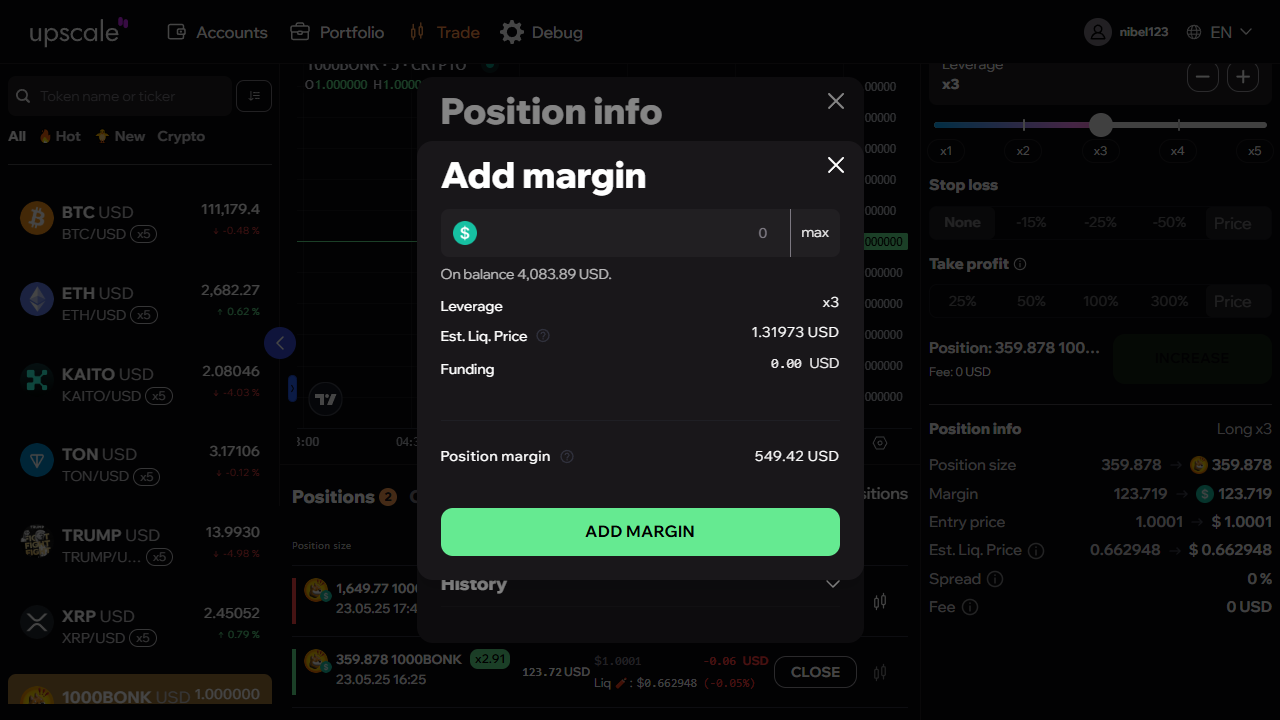 upscale
Accounts
Portfolio
Trade
Debug
nibel123
EN
Token name or ticker
All
Hot
New
Crypto
BTC USD
111,179.4
BTC/USD x5
↓ -0.48 %
ETH USD
2,682.27
ETH/USD x5
↑ 0.62 %
KAITO USD
2.08046
KAITO/USD x5
↓ -4.03 %
TON USD
3.17106
TON/USD x5
↓ -0.12 %
TRUMP USD
13.9930
TRUMP/U... x5
↓ -4.98 %
XRP USD
2.45052
XRP/USD x5
↑ 0.79 %
1000BONK USD
1.000000
1000BONK · 5 · CRYPTO
O1.000000 H1.0000
Position info
Add margin
$
0
max
On balance 4,083.89 USD.
Leverage
x3
Est. Liq. Price
1.31973 USD
Funding
0.00 USD
Position margin
549.42 USD
ADD MARGIN
History
Positions 2
Position size
1,649.77 100
23.05.25 17:4
359.878 1000BONK x2.91
23.05.25 16:25
123.72 USD
$1.0001
Liq : $0.662948
-0.06 USD
(-0.05%)
CLOSE
Leverage
x3
x1
x2
x3
x4
x5
Stop loss
None
-15%
-25%
-50%
Price
Take profit
25%
50%
100%
300%
Price
Position: 359.878 100...
Fee: 0 USD
INCREASE
Position info
Long x3
Position size
359.878 → 359.878
Margin
123.719 → $ 123.719
Entry price
1.0001 → $ 1.0001
Est. Liq. Price
0.662948 → $ 0.662948
Spread
0 %
Fee
0 USD